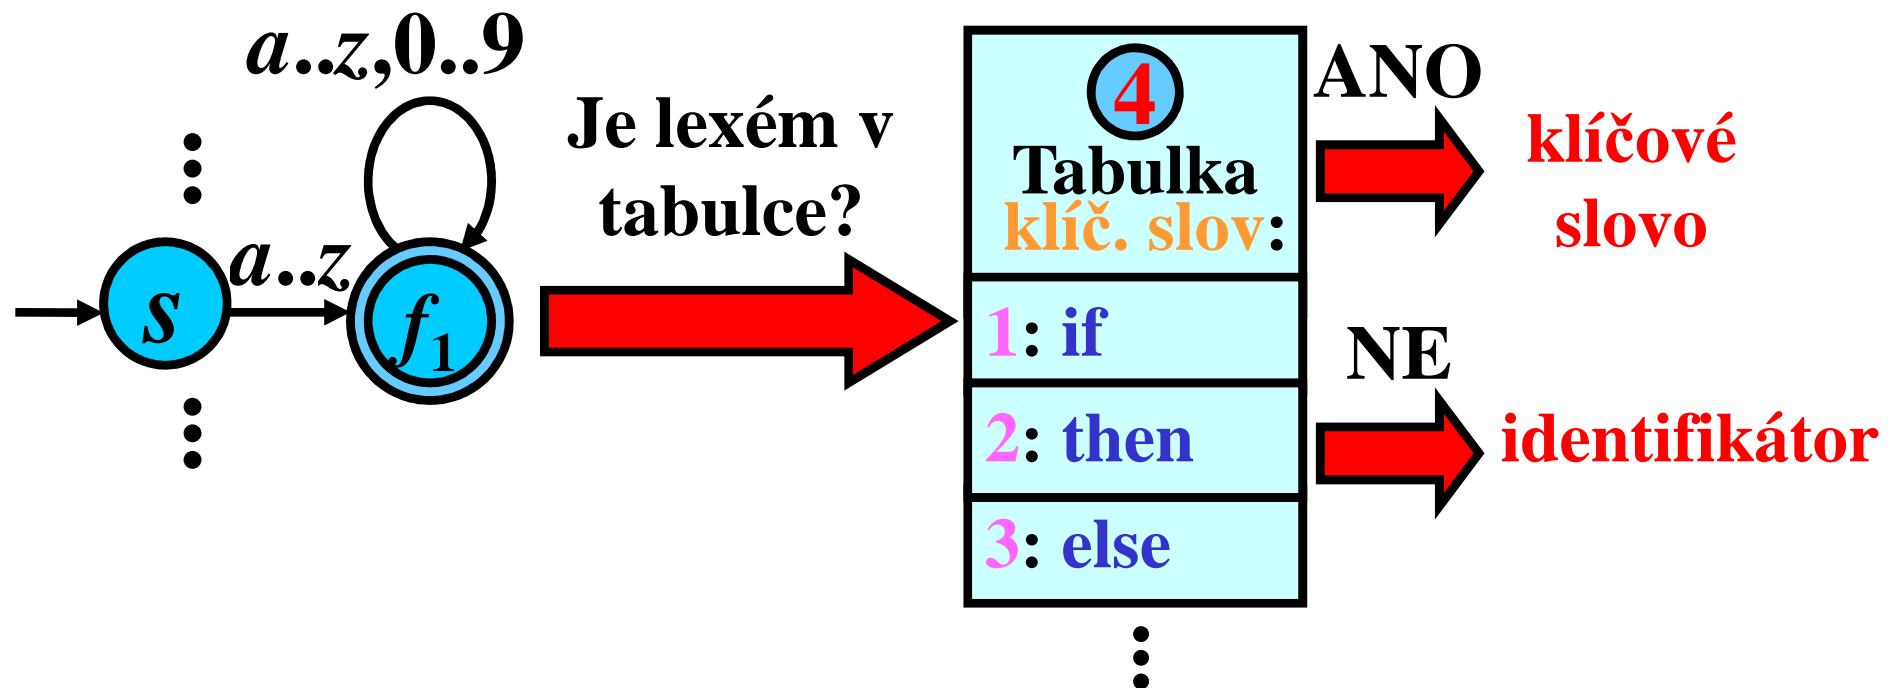 a..z,0..9
Je lexém v
tabulce?
s
a..z
f1
4
Tabulka
klíč. slov:
1: if
2: then
3: else
ANO
klíčové
slovo
NE
identifikátor